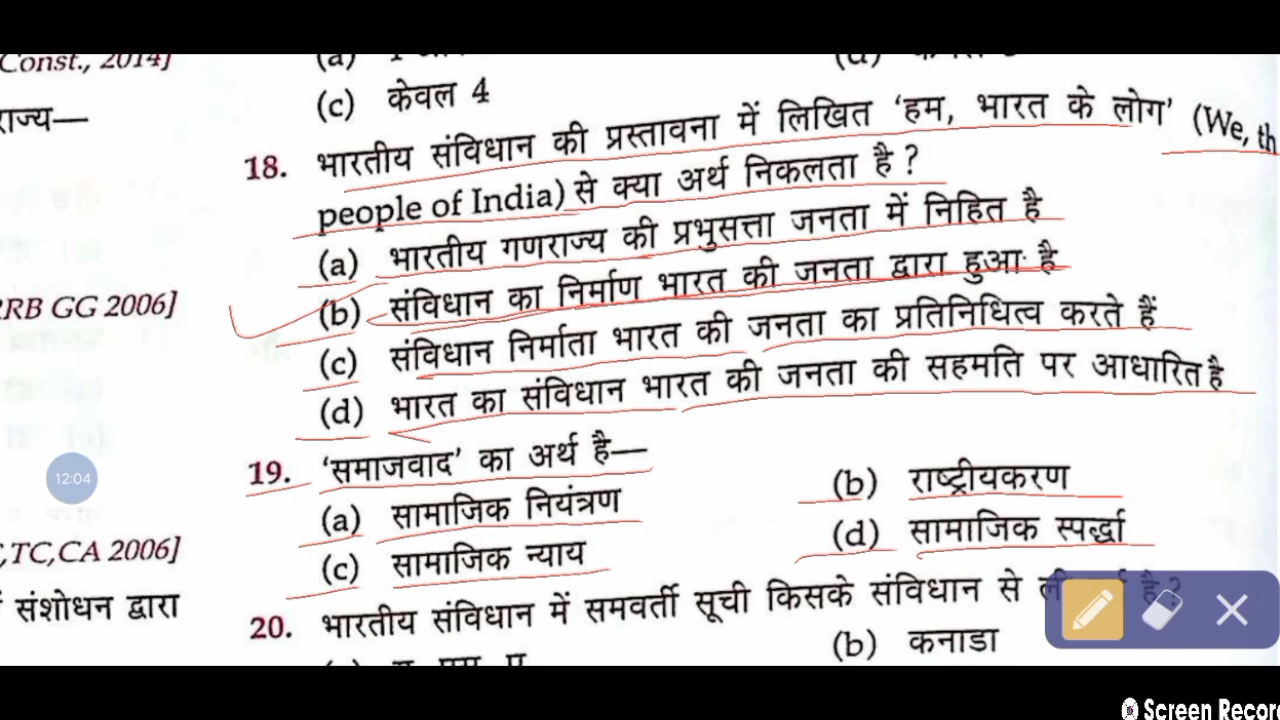 Const., 2014]
(a)
(c) केवल 4
राज्य—
18. भारतीय संविधान की प्रस्तावना में लिखित ‘हम, भारत के लोग’ (We, th
people of India) से क्या अर्थ निकलता है ?
(a) भारतीय गणराज्य की प्रभुसत्ता जनता में निहित है
(b) संविधान का निर्माण भारत की जनता द्वारा हुआ है
RRB GG 2006]
(c) संविधान निर्माता भारत की जनता का प्रतिनिधित्व करते हैं
(d) भारत का संविधान भारत की जनता की सहमति पर आधारित है
19. ‘समाजवाद’ का अर्थ है—
12:04
(a) सामाजिक नियंत्रण (b) राष्ट्रीयकरण
,TC,CA 2006]
(c) सामाजिक न्याय (d) सामाजिक स्पर्द्धा
संशोधन द्वारा
20. भारतीय संविधान में समवर्ती सूची किसके संविधान से
(b) कनाडा
Screen Recor